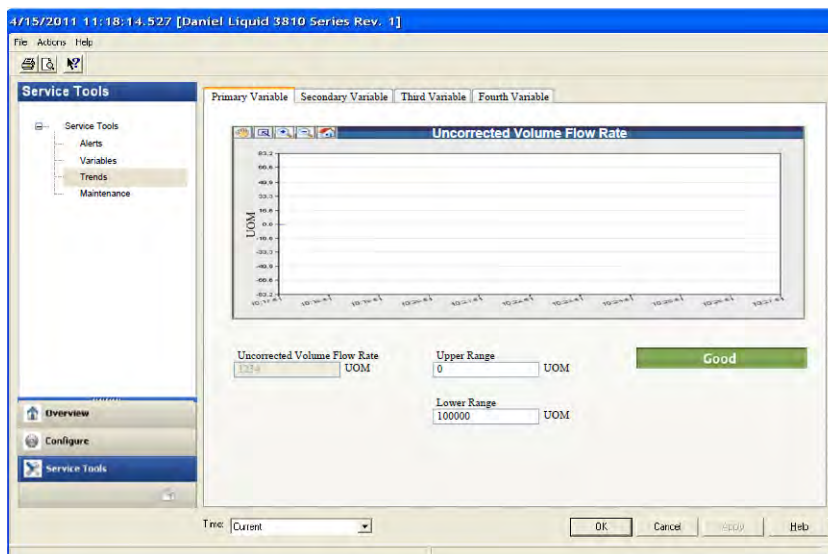 4/15/2011 11:18:14.527 [Daniel Liquid 3810 Series Rev. 1]
File Actions Help
Service Tools
Service Tools
Alerts
Variables
Trends
Maintenance
Overview
Configure
Service Tools
Primary Variable Secondary Variable Third Variable Fourth Variable
Uncorrected Volume Flow Rate
UOM
Uncorrected Volume Flow Rate
1234 UOM
Upper Range
0 UOM
Good
Lower Range
100000 UOM
Time: Current
OK Cancel Apply Help